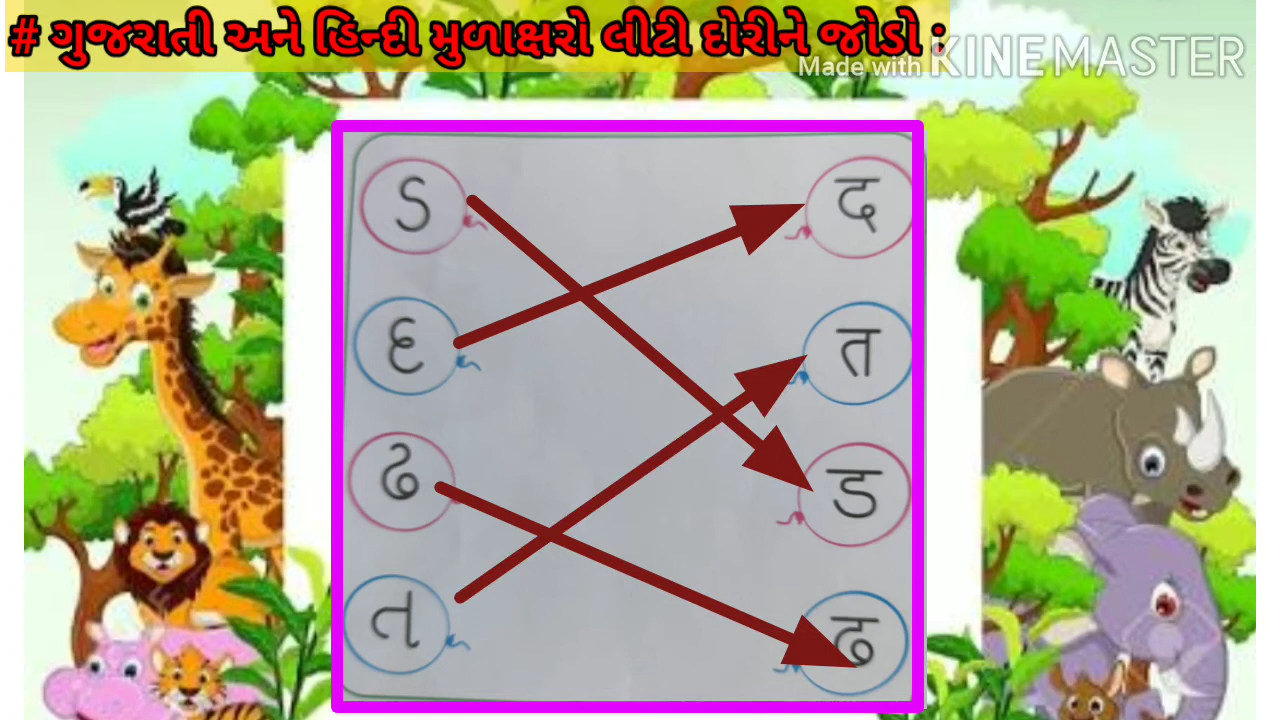 # ગુજરાતી અને હિન્દી મુળાક્ષરો લીટી દોરીને જોડો :
Made with KINEMASTER
ડ द
દ त
ઢ ड
ત ढ